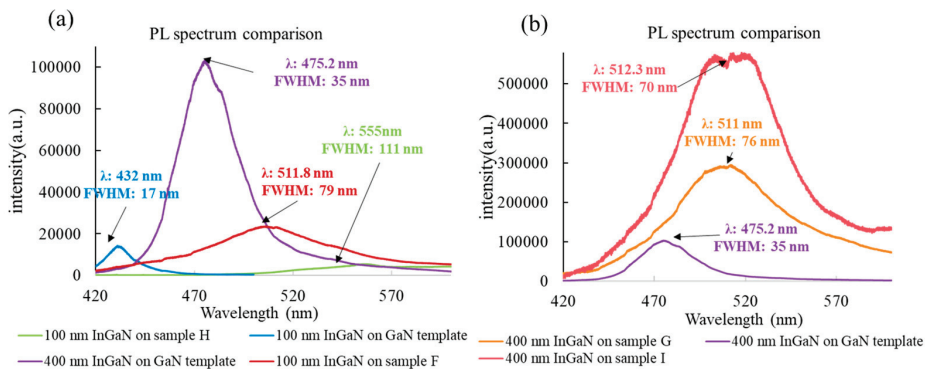 (a)
PL spectrum comparison
intensity(a.u.)
100000
80000
60000
40000
20000
0
λ: 475.2 nm
FWHM: 35 nm
λ: 555nm
FWHM: 111 nm
λ: 432 nm
FWHM: 17 nm
λ: 511.8 nm
FWHM: 79 nm
420 470 520 570
Wavelength (nm)
100 nm InGaN on sample H 100 nm InGaN on GaN template
400 nm InGaN on GaN template 100 nm InGaN on sample F
(b)
PL spectrum comparison
intensity(a.u.)
500000
400000
300000
200000
100000
0
λ: 512.3 nm
FWHM: 70 nm
λ: 511 nm
FWHM: 76 nm
λ: 475.2 nm
FWHM: 35 nm
420 470 520 570
Wavelength (nm)
400 nm InGaN on sample G 400 nm InGaN on GaN template
400 nm InGaN on sample I